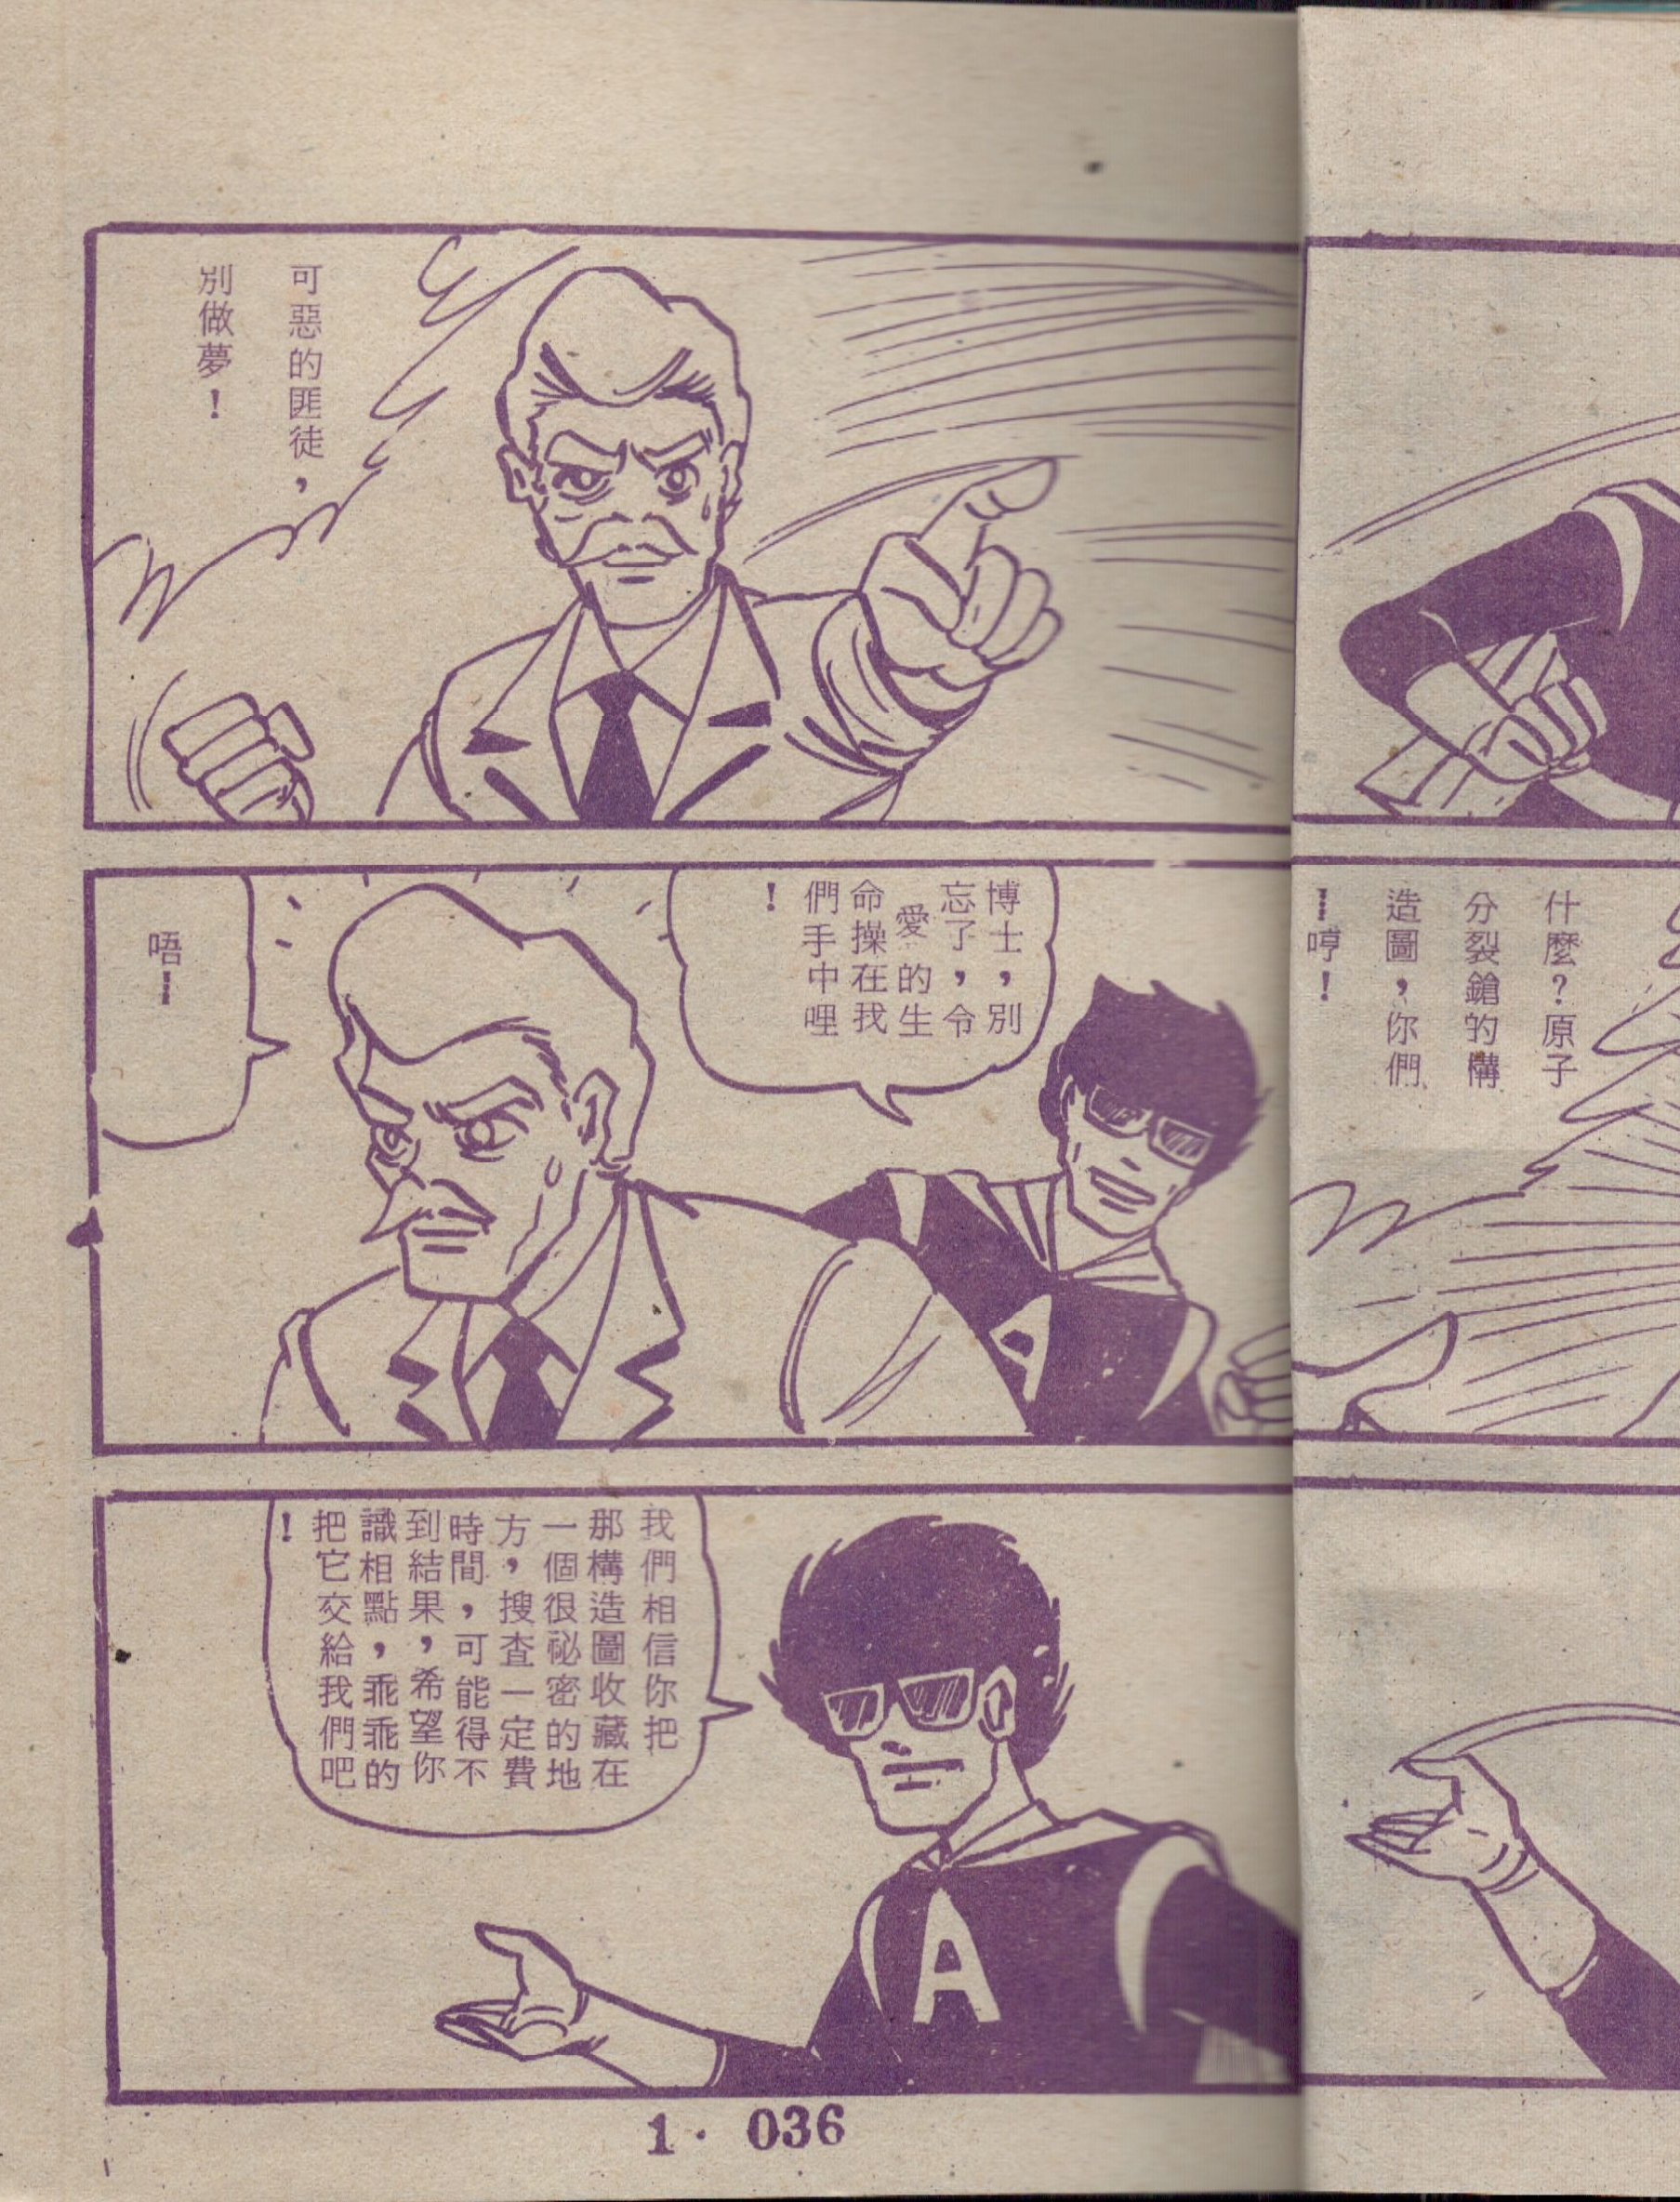 什麼？原子
分裂鎗的構
造圖，你們
…哼！
可惡的匪徒，
別做夢！
博士，別
忘了，令
愛的生
命操在我
們手中哩
！
唔…
A
我們相信你把
那構造圖收藏在
一個很祕密的地
方，搜查一定費
時間，可能得不
到結果，希望你
識相點，乖乖的
把它交給我們吧
！
A
1·036